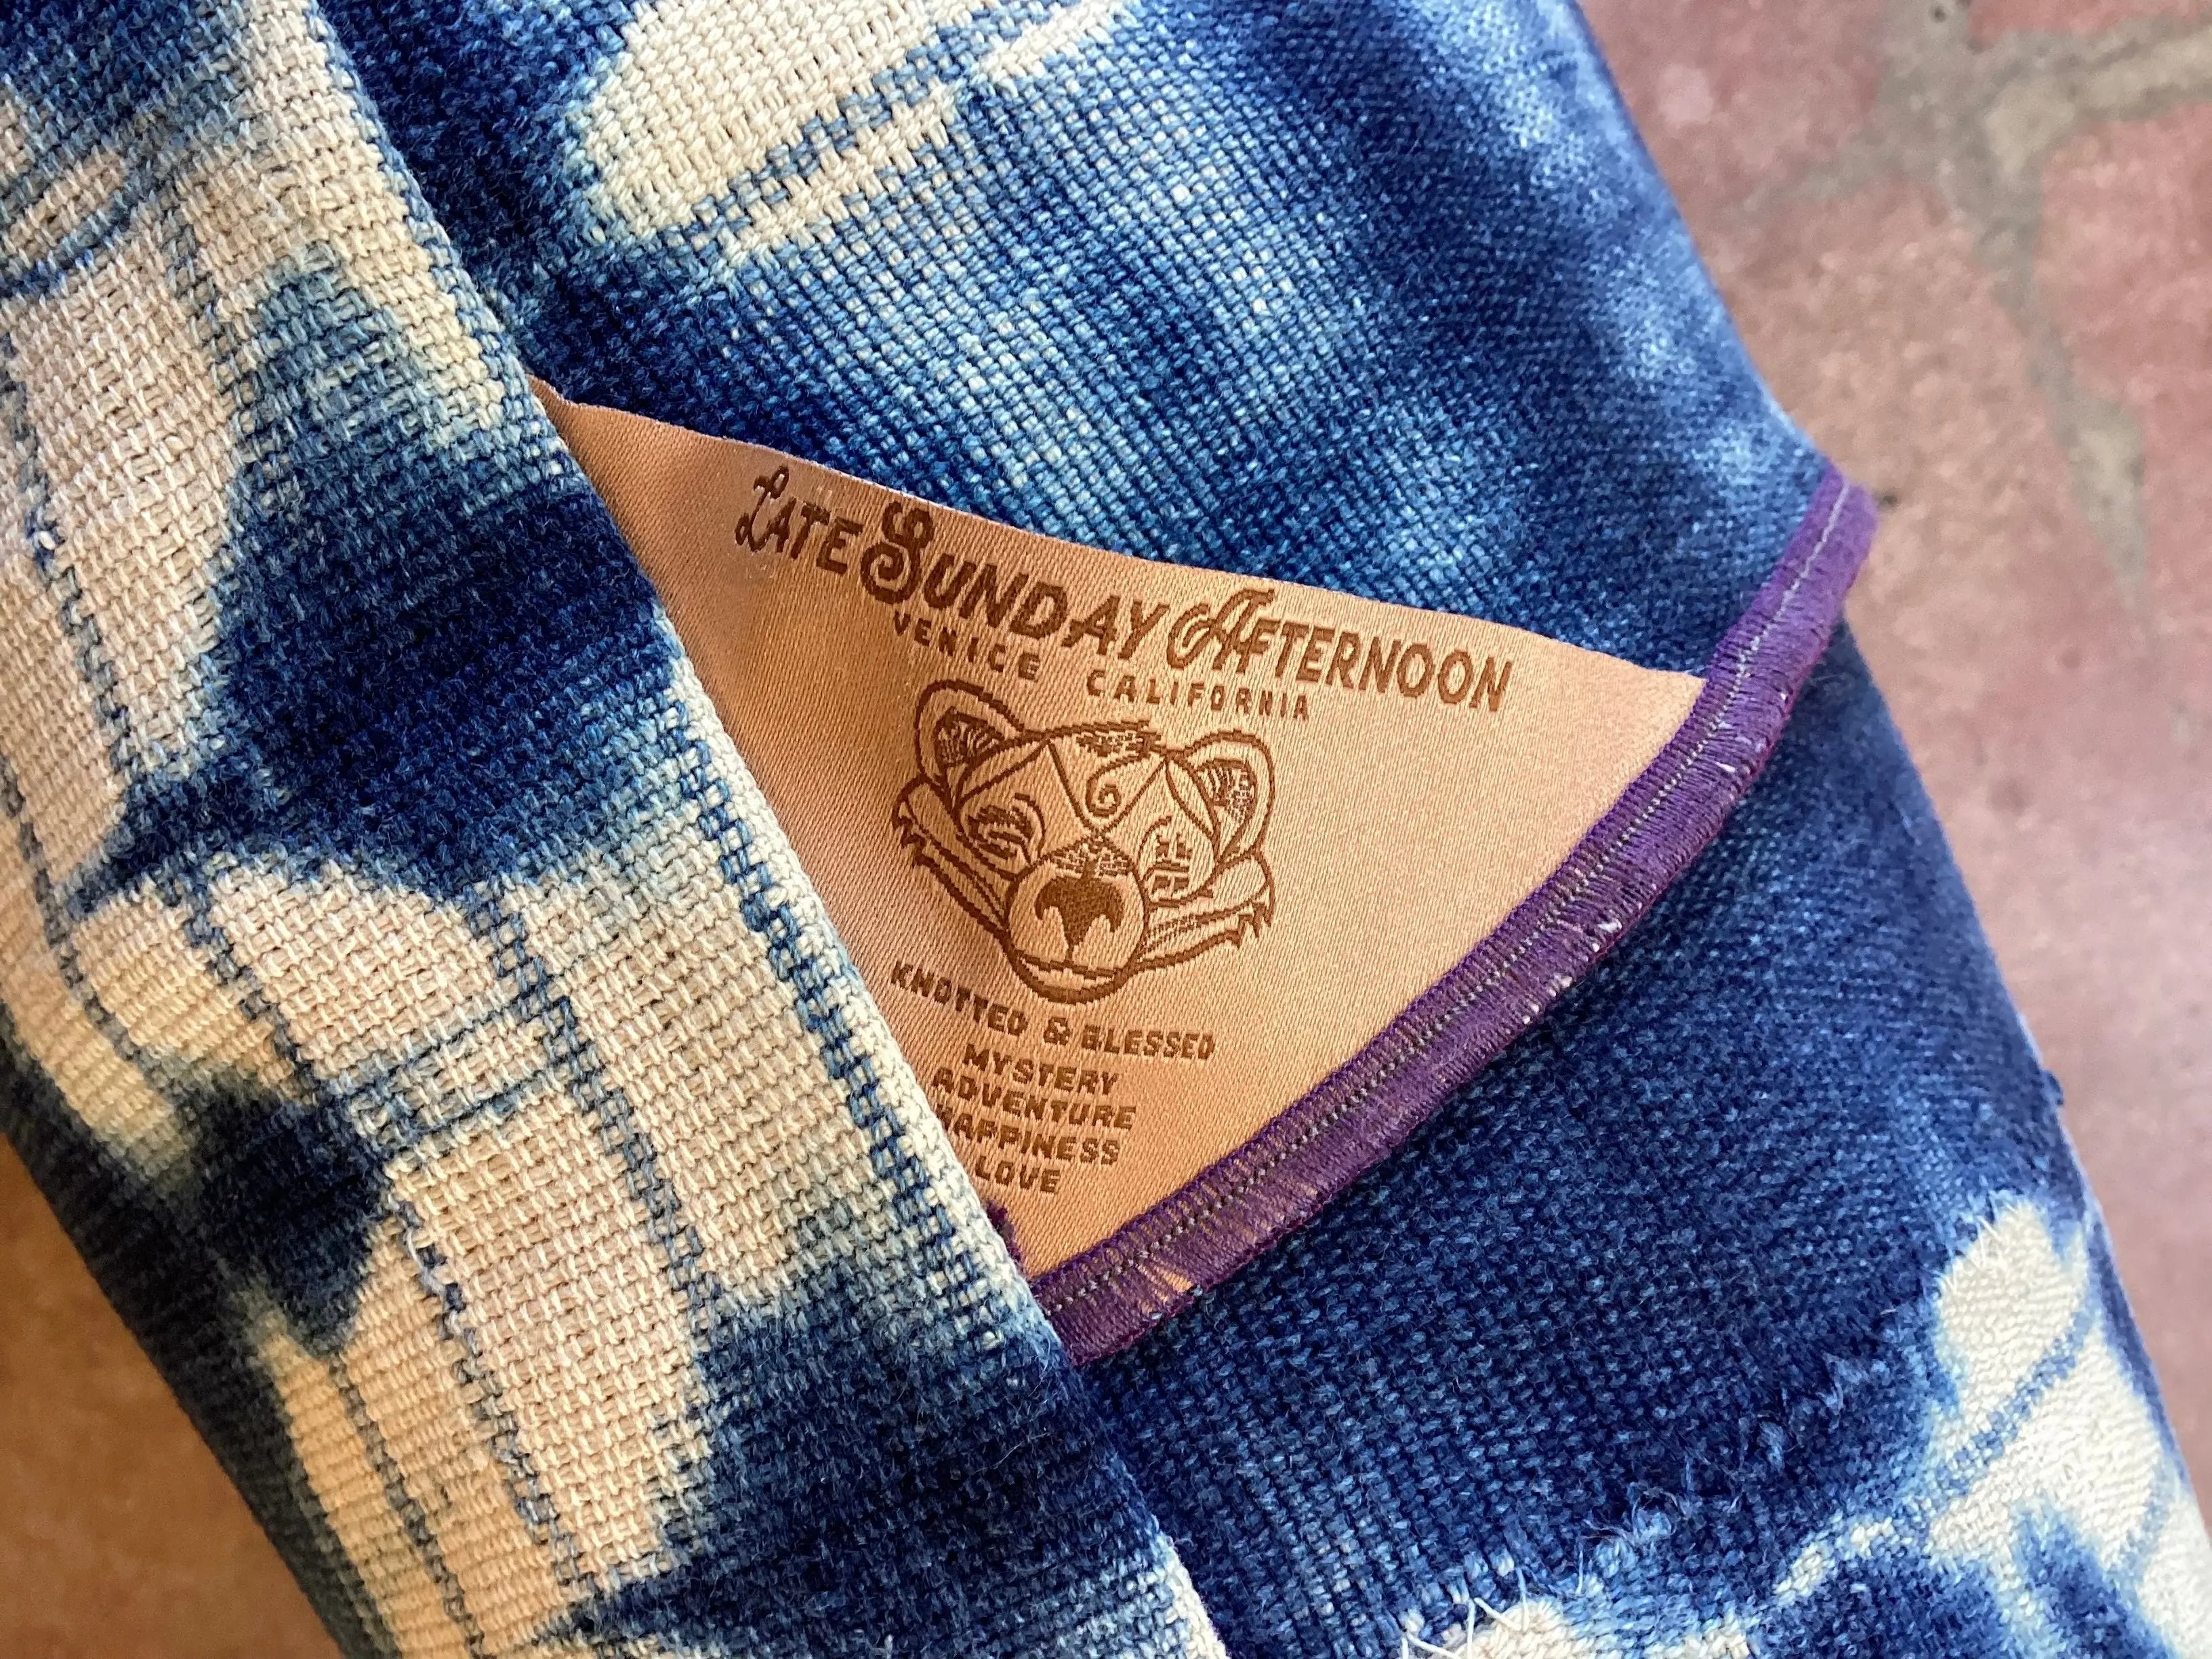 LATE SUNDAY AFTERNOON
VENICE CALIFORNIA
KNOTTED & BLESSED
MYSTERY
ADVENTURE
HAPPINESS
LOVE